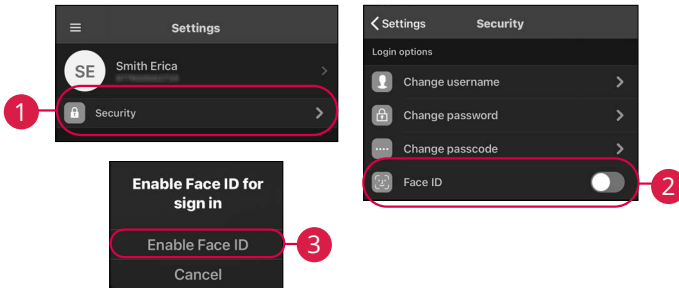 Settings
SE
Smith Erica
Security
1
Settings
Security
Login options
Change username
Change password
Change passcode
Face ID
2
Enable Face ID for
sign in
Enable Face ID
3
Cancel